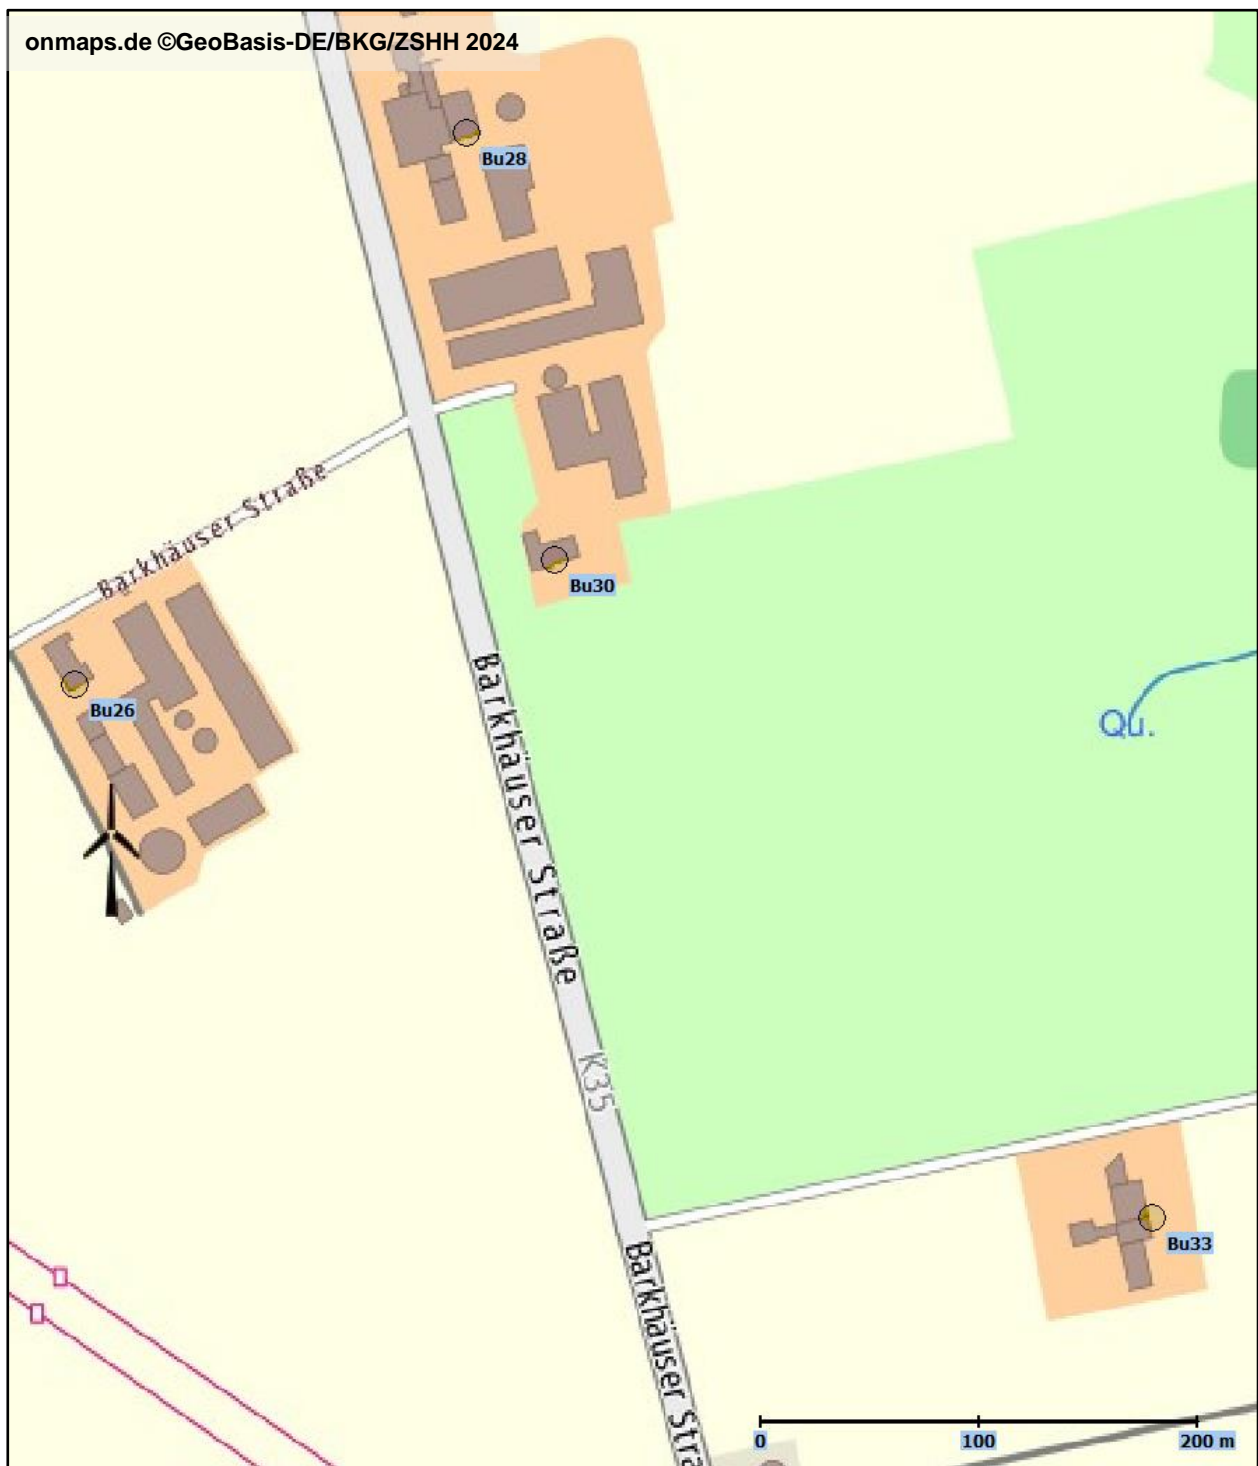 onmaps.de ©GeoBasis-DE/BKG/ZSHH 2024
Bu28
Barkhäuser Straße
Bu30
Bu26
Barkhäuser Straße
Qu.
K35
Bu33
Barkhäuser Stra
0 100 200 m